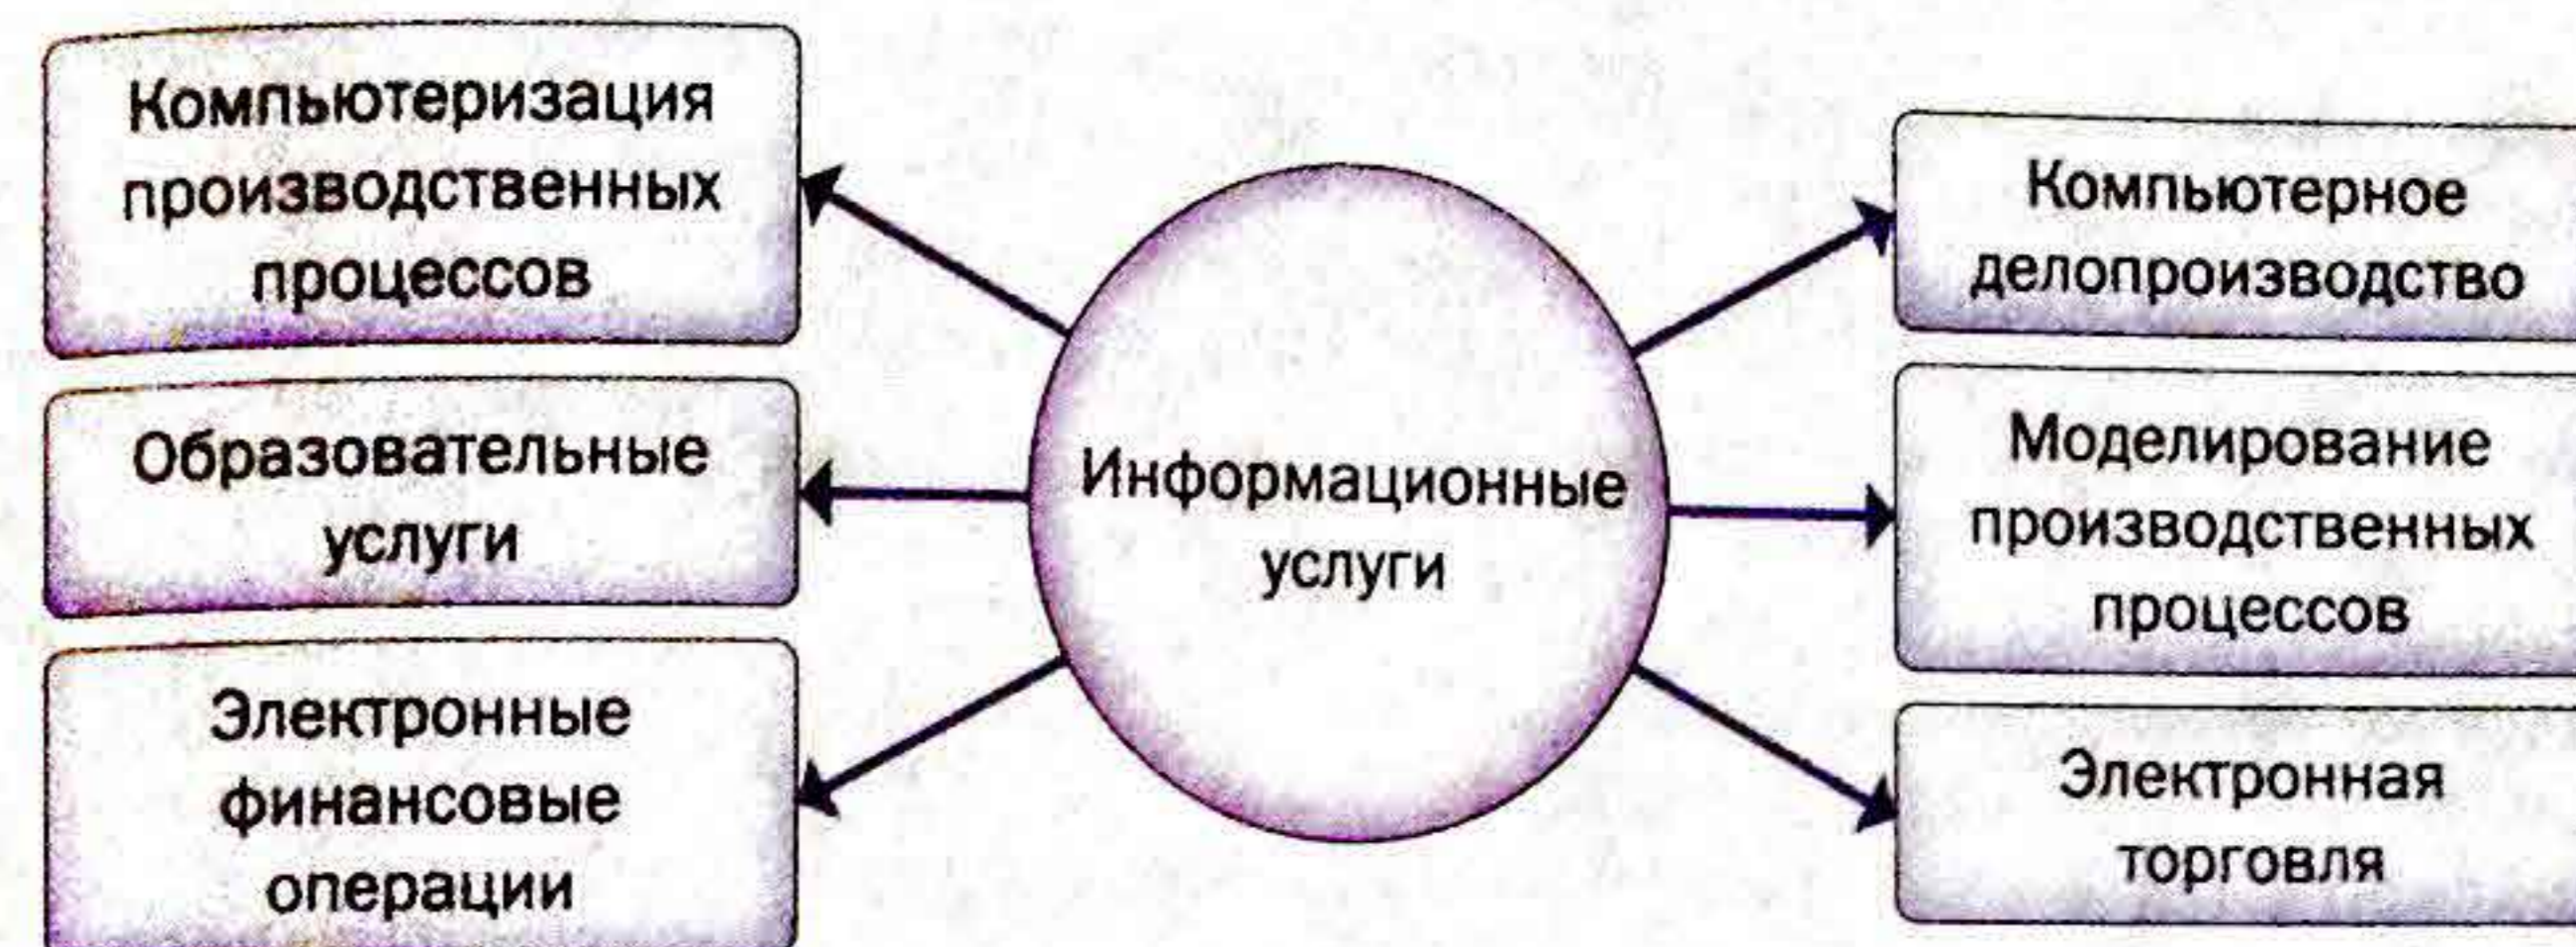 Компьютеризация
производственных
процессов
Образовательные
услуги
Электронные
финансовые
операции
Информационные
услуги
Компьютерное
делопроизводство
Моделирование
производственных
процессов
Электронная
торговля